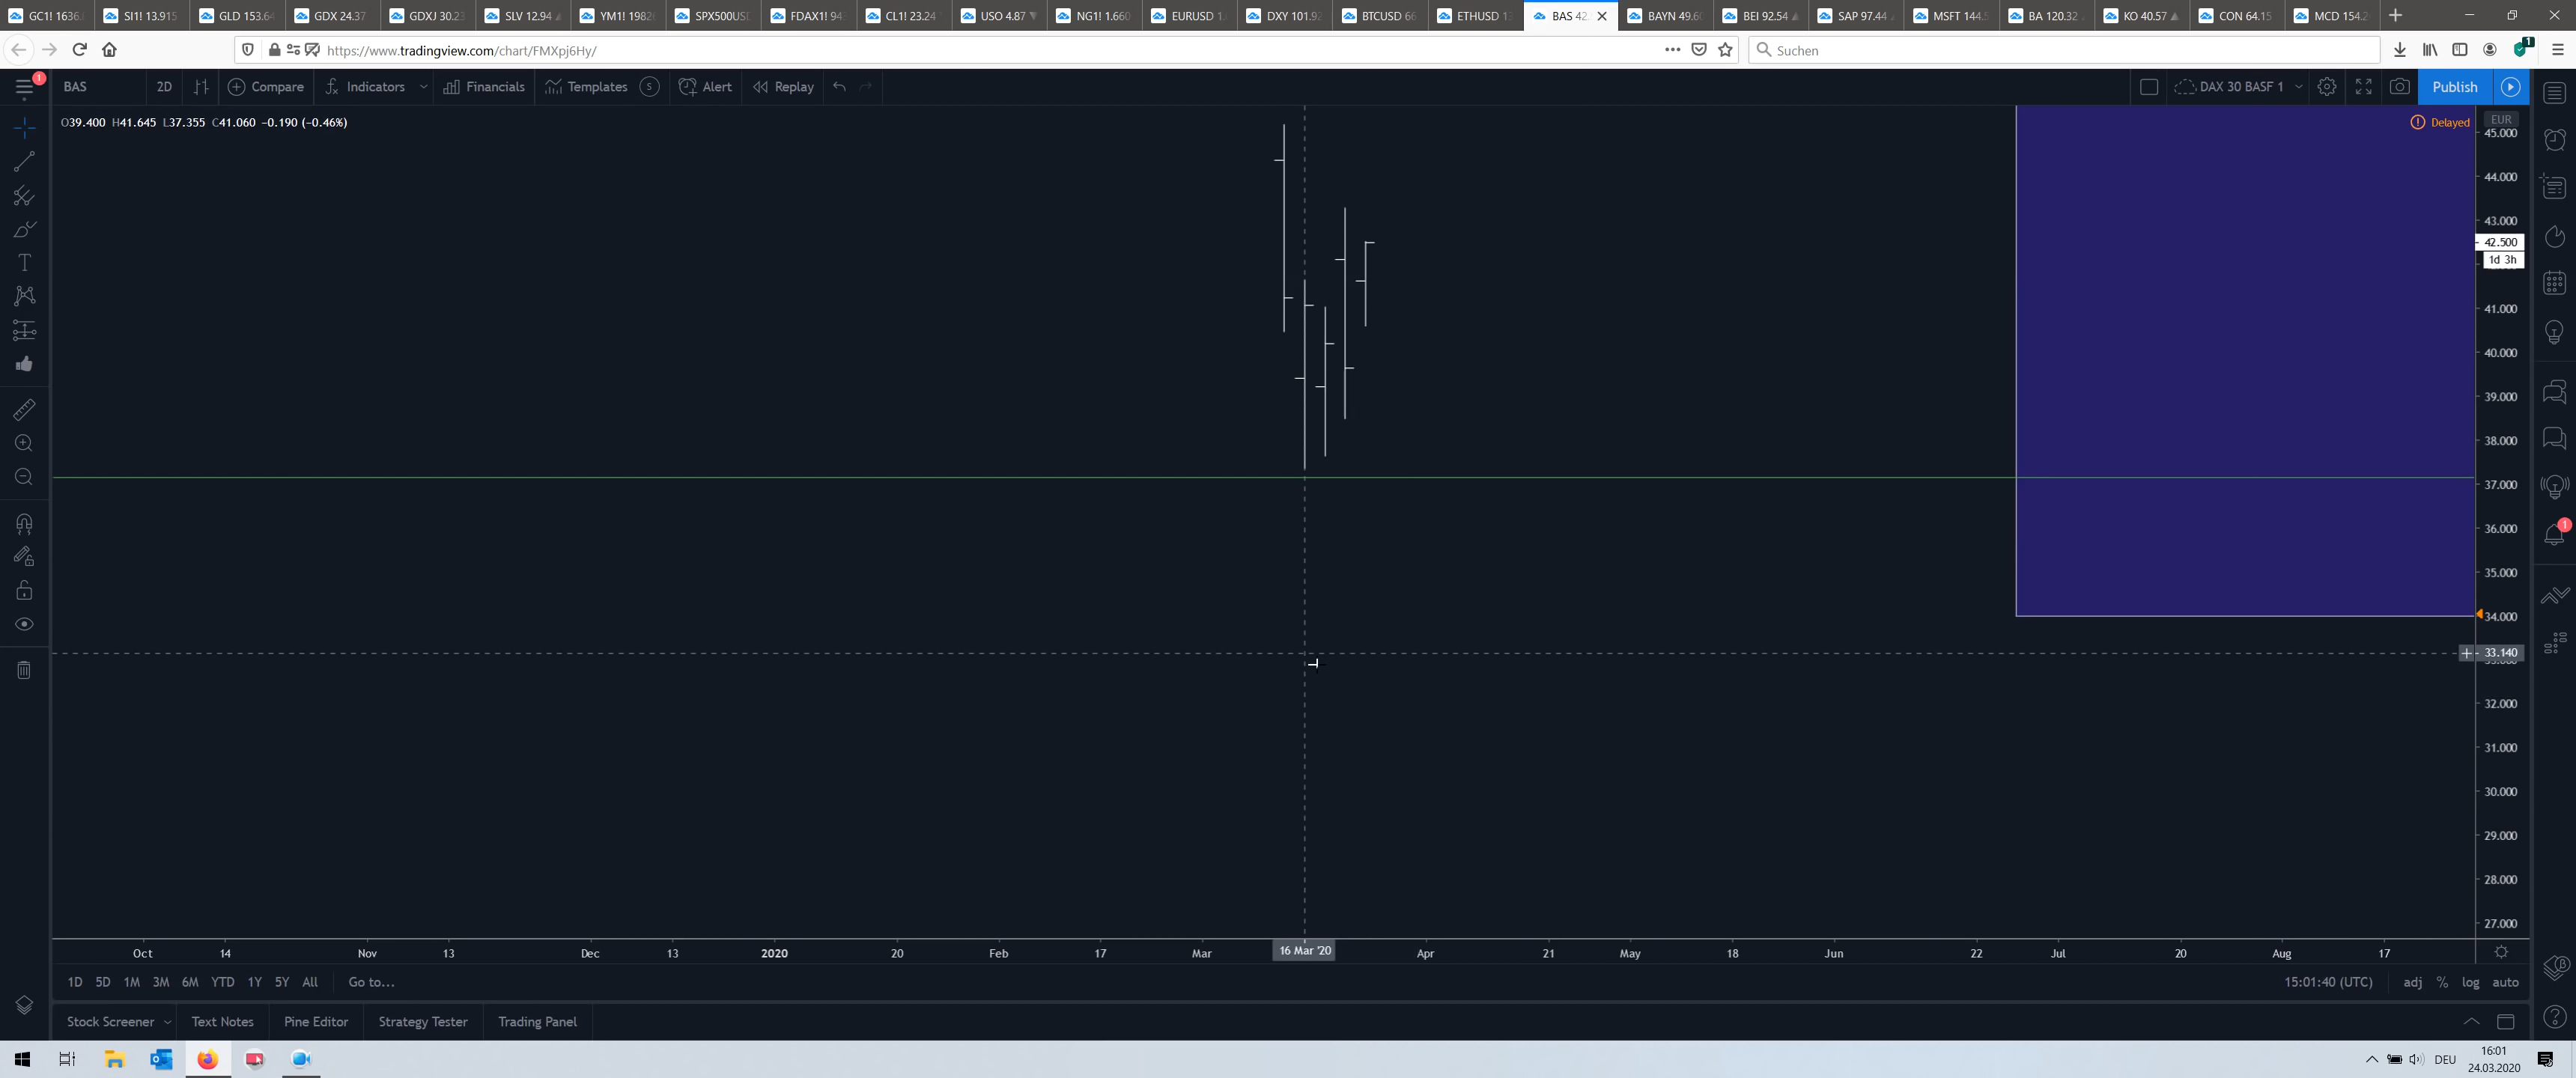 GC1! 1636. SI1! 13.915 GLD 153.64 GDX 24.37 GDXJ 30.23 SLV 12.94 YM1! 1982 SPX500USD FDAX1! 94 CL1! 23.24 USO 4.87 NG1! 1.660 EURUSD 1. DXY 101.92 BTCUSD 66 ETHUSD 13 BAS 42. BAYN 49.60 BEI 92.54 SAP 97.44 MSFT 144. BA 120.32 KO 40.57 CON 64.15 MCD 154.2
https://www.tradingview.com/chart/FMXpj6Hy/ Suchen 1
1 BAS 2D Compare Indicators Financials Templates S Alert Replay DAX 30 BASF 1 Publish
O39.400 H41.645 L37.355 C41.060 −0.190 (−0.46%) Delayed EUR
45.000
44.000
43.000
42.500
1d 3h
41.000
40.000
39.000
38.000
37.000
36.000
1
35.000
34.000
33.140
32.000
31.000
30.000
29.000
28.000
27.000
Oct 14 Nov 13 Dec 13 2020 20 Feb 17 Mar 16 Mar '20 Apr 21 May 18 Jun 22 Jul 20 Aug 17
1D 5D 1M 3M 6M YTD 1Y 5Y All Go to... 15:01:40 (UTC) adj % log auto
Stock Screener Text Notes Pine Editor Strategy Tester Trading Panel
DEU 16:01
24.03.2020